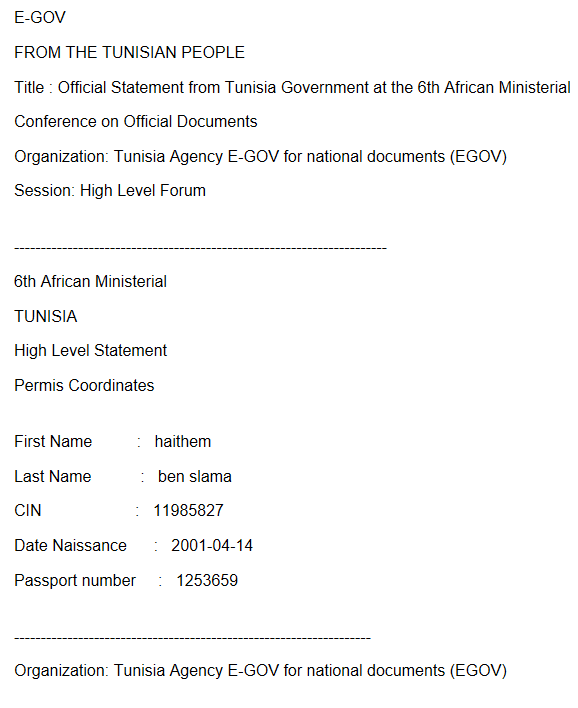 E-GOV
FROM THE TUNISIAN PEOPLE
Title : Official Statement from Tunisia Government at the 6th African Ministerial
Conference on Official Documents
Organization: Tunisia Agency E-GOV for national documents (EGOV)
Session: High Level Forum
-----------------------------------------------------------------------
6th African Ministerial
TUNISIA
High Level Statement
Permis Coordinates
First Name : haithem
Last Name : ben slama
CIN : 11985827
Date Naissance : 2001-04-14
Passport number : 1253659
--------------------------------------------------------------------
Organization: Tunisia Agency E-GOV for national documents (EGOV)